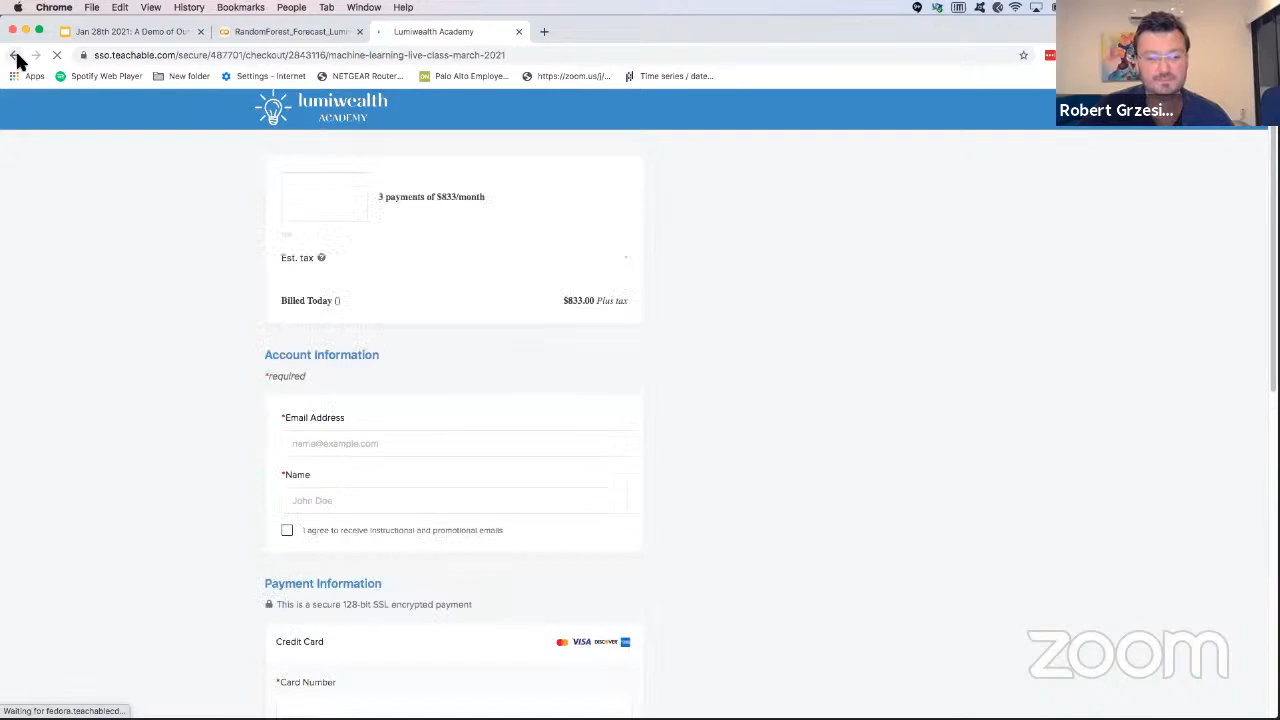 Chrome File Edit View History Bookmarks People Tab Window Help
Jan 28th 2021: A Demo of Ou
RandomForest_Forecast_Lumi
Lumiwealth Academy
sso.teachable.com/secure/487701/checkout/2843116/machine-learning-live-class-march-2021
Apps Spotify Web Player New folder Settings - Internet NETGEAR Router... Palo Alto Employe... https://zoom.us/j/... Time series / date...
Robert Grzesi...
lumiwealth
ACADEMY
3 payments of $833/month
Est. tax
Billed Today () $833.00 Plus tax
Account Information
*required
*Email Address
name@example.com
*Name
John Doe
I agree to receive instructional and promotional emails
Payment Information
This is a secure 128-bit SSL encrypted payment
Credit Card VISA DISCOVER
*Card Number
zoom
Waiting for fedora.teachablecd...